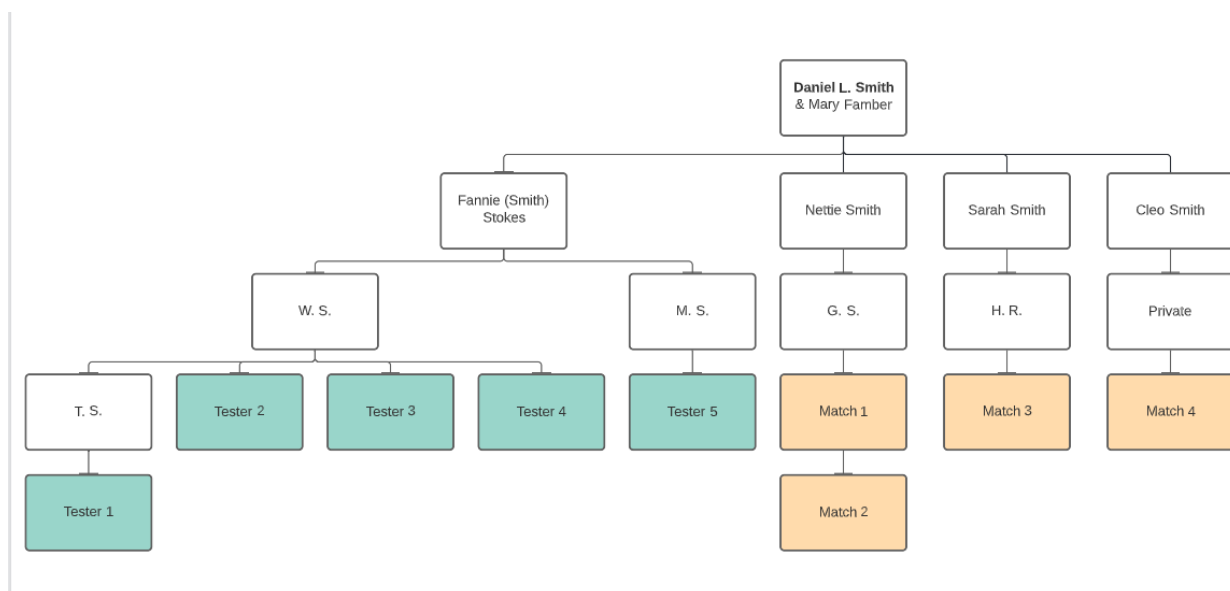 Daniel L. Smith
& Mary Famber
Fannie (Smith)
Stokes
Nettie Smith
Sarah Smith
Cleo Smith
W. S.
M. S.
G. S.
H. R.
Private
T. S.
Tester 2
Tester 3
Tester 4
Tester 5
Match 1
Match 3
Match 4
Tester 1
Match 2